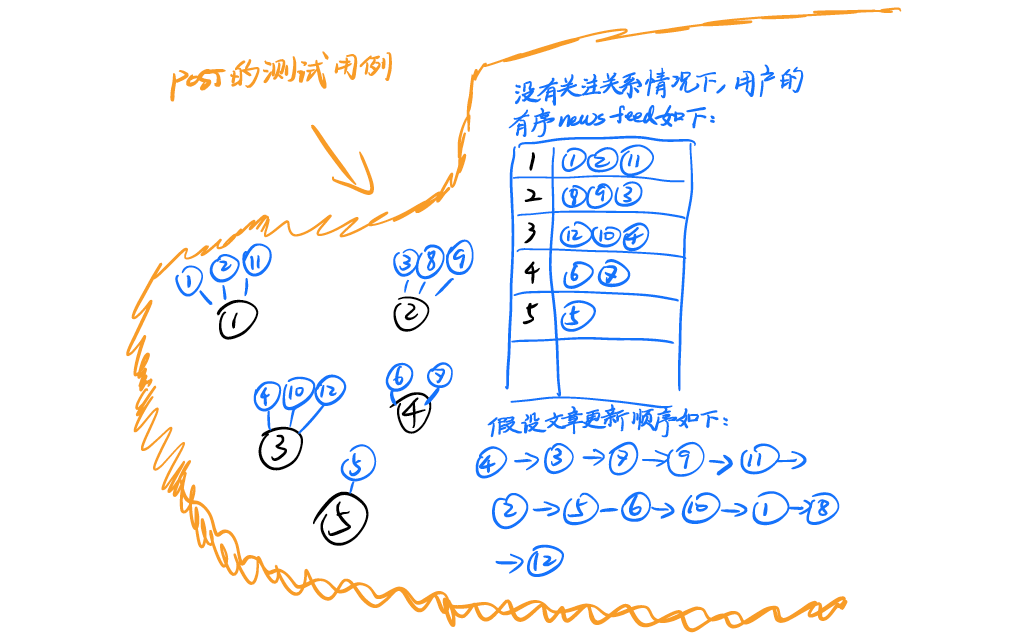 post的测试用例
没有关注关系情况下,用户的
有序news feed如下:
1 ① ② ⑪
2 ⑧ ⑨ ③
3 ⑫ ⑩ ④
4 ⑥ ⑦
5 ⑤
① ② ⑪
①
③ ⑧ ⑨
②
④ ⑩ ⑫
③
⑥ ⑦
④
⑤
⑤
假设文章更新顺序如下:
④→③→⑦→⑨→⑪→
②→⑤-⑥→⑩→①→⑧
→⑫